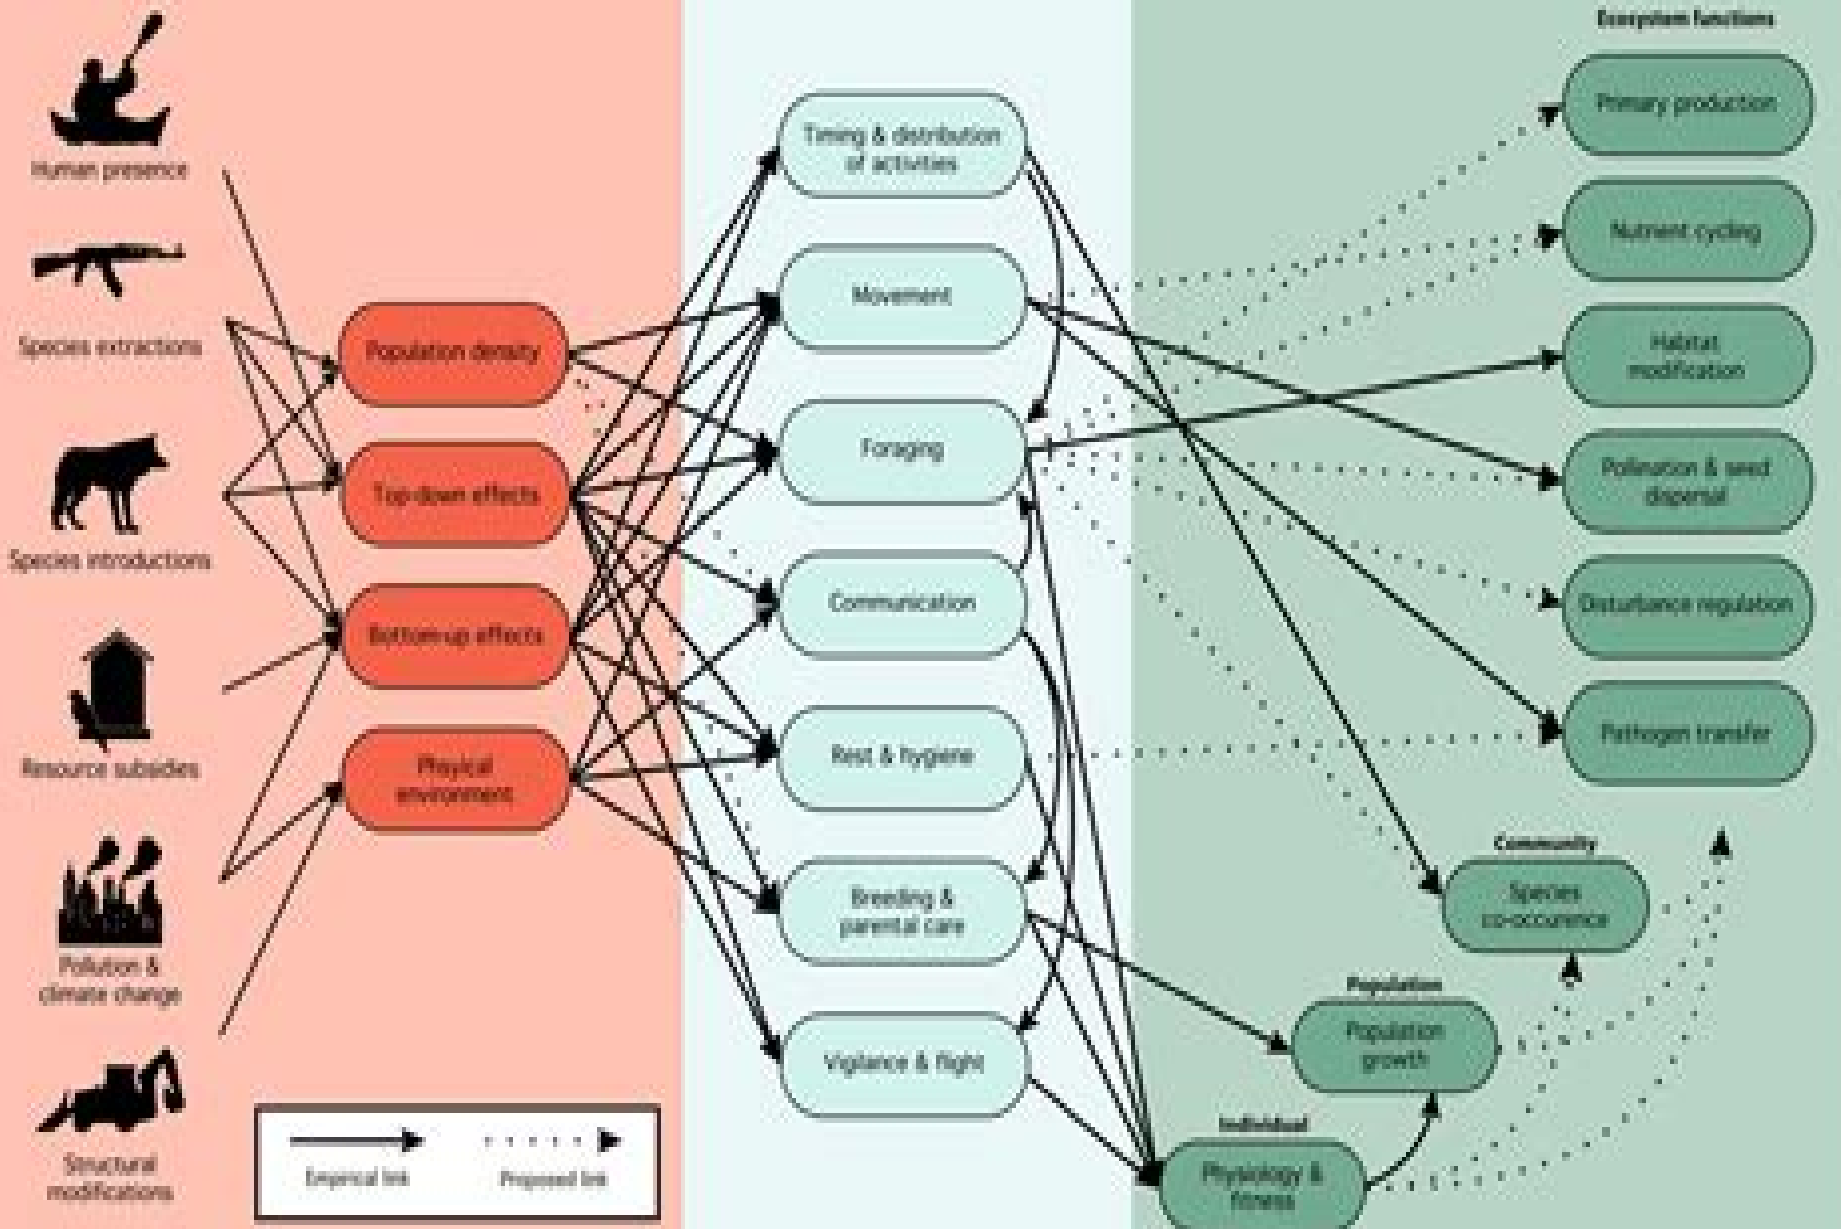 Human presence
Species extractions
Species introductions
Resource subsidies
Pollution &
climate change
Structural
modifications
Population density
Top-down effects
Bottom-up effects
Phsyical
environment
Empirical link
Proposed link
Timing & distribution
of activities
Movement
Foraging
Communication
Rest & hygiene
Breeding &
parental care
Vigilance & flight
Ecosystem functions
Primary production
Nutrient cycling
Habitat
modification
Pollination & seed
dispersal
Disturbance regulation
Pathogen transfer
Community
Species
co-occurence
Population
Population
growth
Individual
Physiology &
fitness